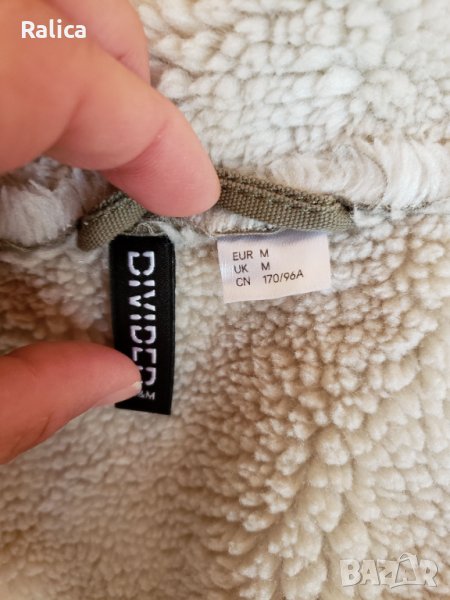 Ralica
DIVIDED
&M
EUR M
UK M
CN 170/96A
BAZAR